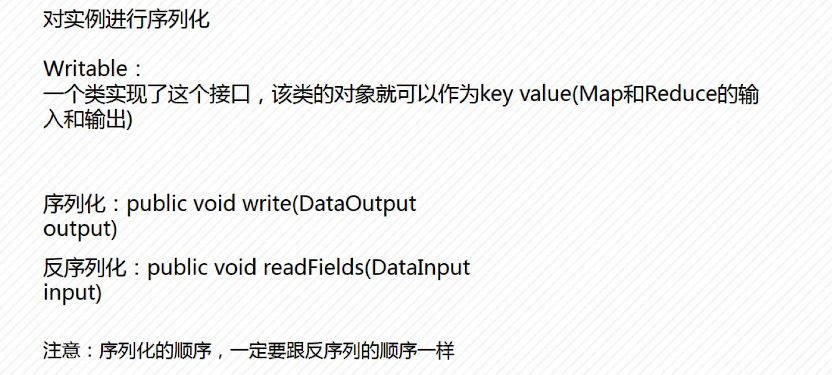 对实例进行序列化
Writable：
一个类实现了这个接口，该类的对象就可以作为key value(Map和Reduce的输
入和输出)
序列化：public void write(DataOutput
output)
反序列化：public void readFields(DataInput
input)
注意：序列化的顺序，一定要跟反序列的顺序一样